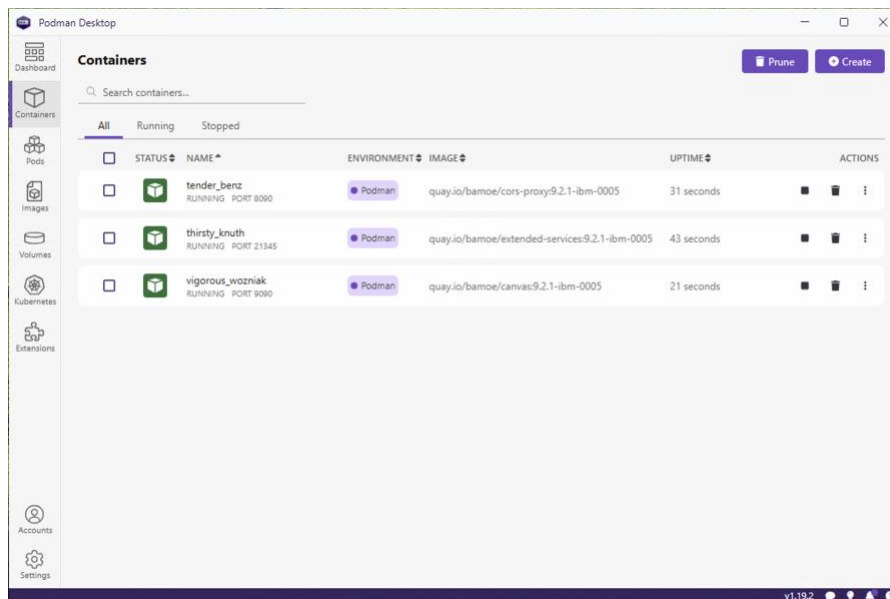 Podman Desktop
Dashboard
Containers
Pods
Images
Volumes
Kubernetes
Extensions
Accounts
Settings
Containers
Prune
Create
Search containers...
All Running Stopped
STATUS NAME ENVIRONMENT IMAGE UPTIME ACTIONS
tender_benz
RUNNING PORT 8090
Podman
quay.io/bamoe/cors-proxy:9.2.1-ibm-0005
31 seconds
thirsty_knuth
RUNNING PORT 21345
Podman
quay.io/bamoe/extended-services:9.2.1-ibm-0005
43 seconds
vigorous_wozniak
RUNNING PORT 9090
Podman
quay.io/bamoe/canvas:9.2.1-ibm-0005
21 seconds
v1.19.2